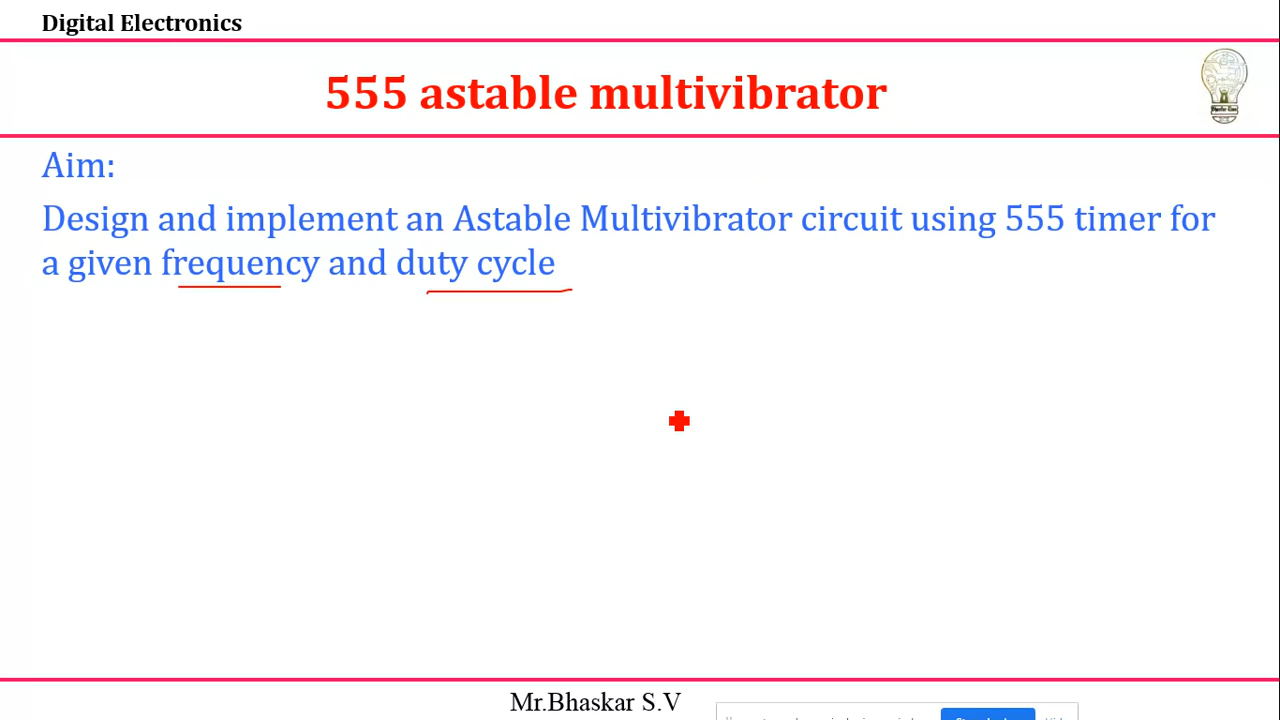 Digital Electronics
555 astable multivibrator
Aim:
Design and implement an Astable Multivibrator circuit using 555 timer for
a given frequency and duty cycle
Mr.Bhaskar S.V